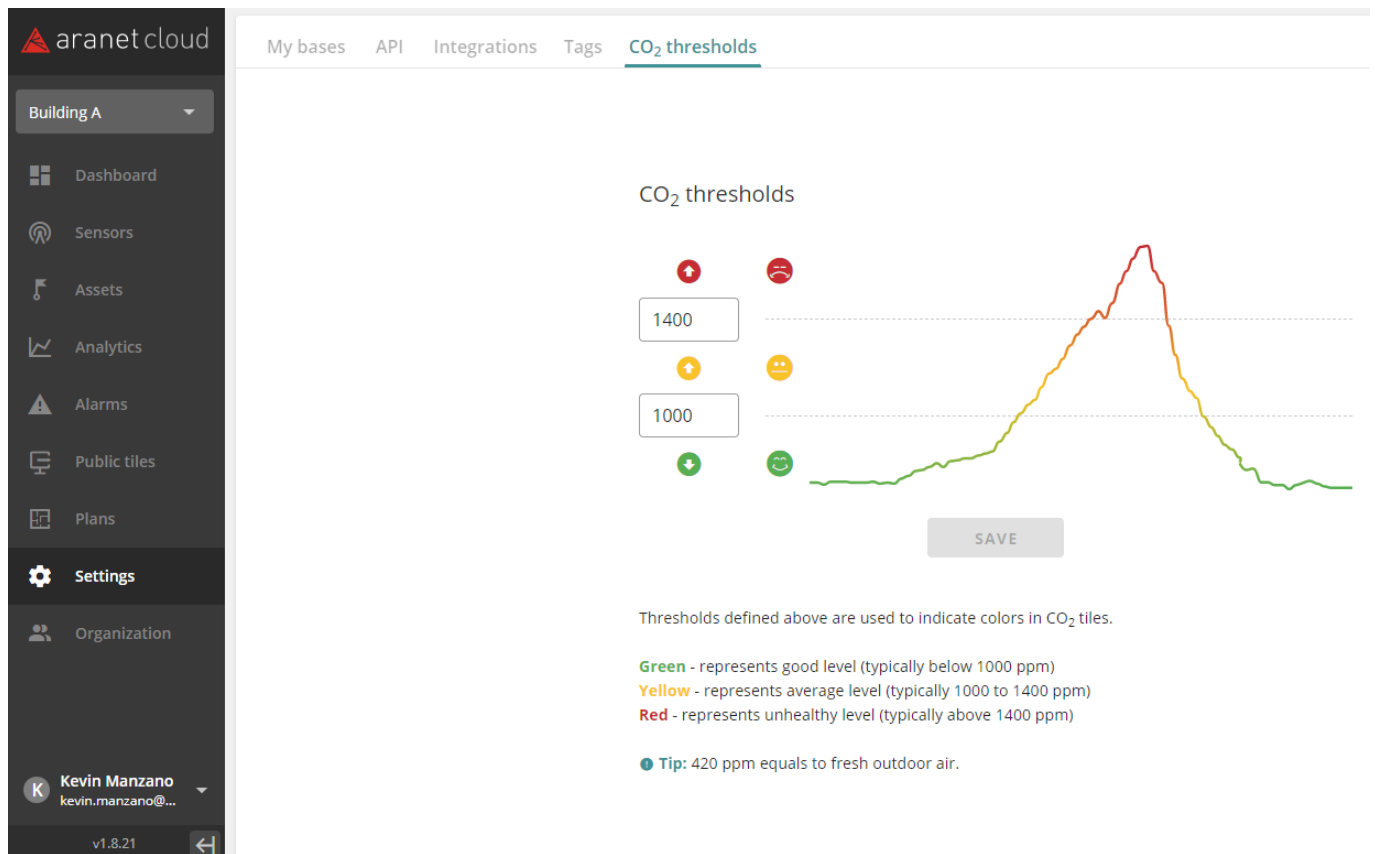 aranet cloud
Building A
Dashboard
Sensors
Assets
Analytics
Alarms
Public tiles
Plans
Settings
Organization
K
Kevin Manzano
kevin.manzano@...
v1.8.21
My bases API Integrations Tags CO₂ thresholds
CO₂ thresholds
1400
1000
SAVE
Thresholds defined above are used to indicate colors in CO₂ tiles.
Green - represents good level (typically below 1000 ppm)
Yellow - represents average level (typically 1000 to 1400 ppm)
Red - represents unhealthy level (typically above 1400 ppm)
Tip: 420 ppm equals to fresh outdoor air.